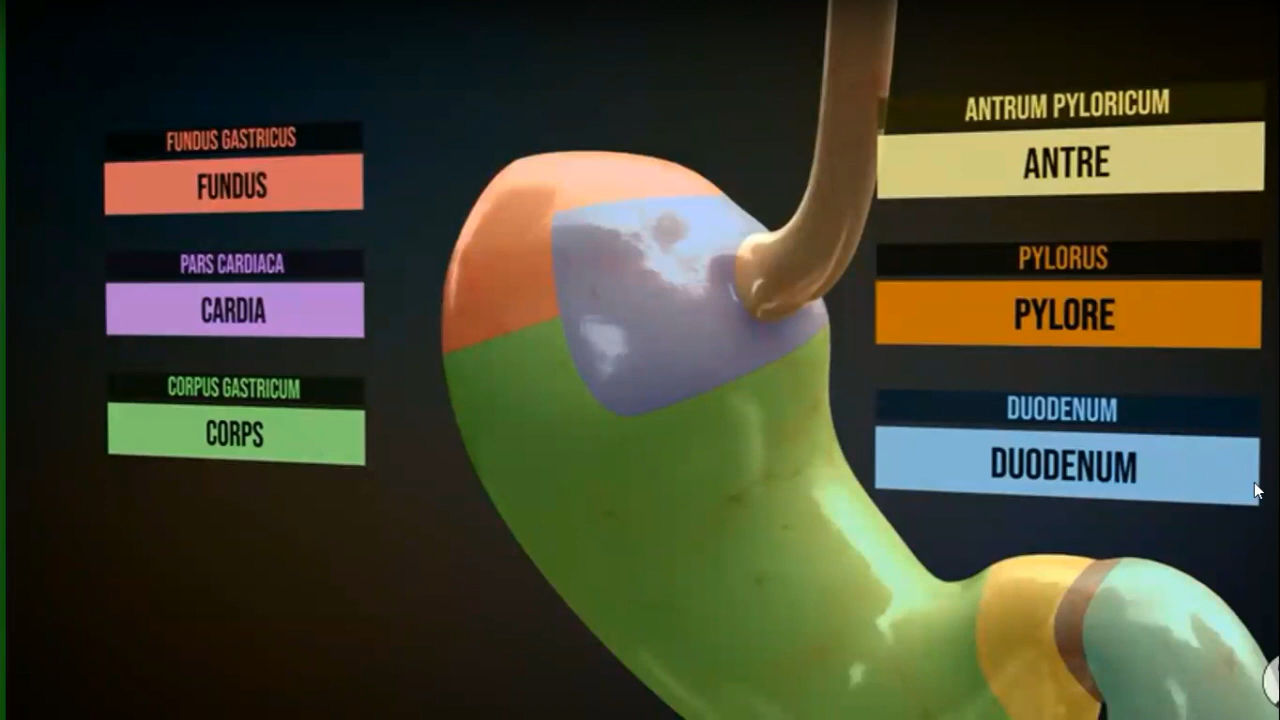 FUNDUS GASTRICUS
FUNDUS
PARS CARDIACA
CARDIA
CORPUS GASTRICUM
CORPS
ANTRUM PYLORICUM
ANTRE
PYLORUS
PYLORE
DUODENUM
DUODENUM